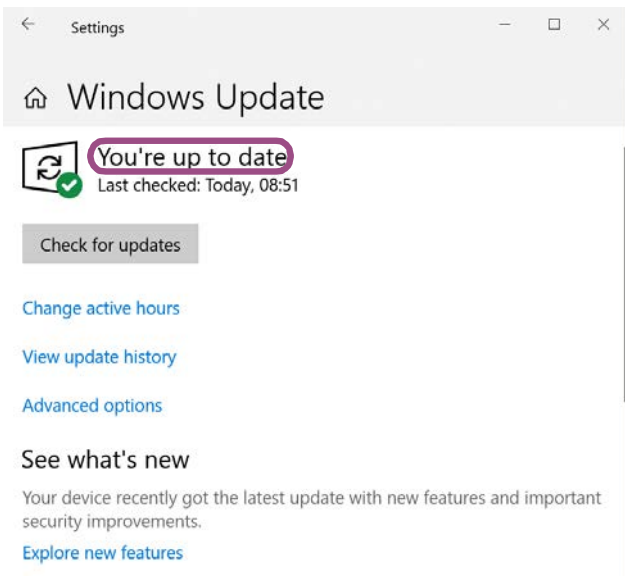 Settings
Windows Update
You're up to date
Last checked: Today, 08:51
Check for updates
Change active hours
View update history
Advanced options
See what's new
Your device recently got the latest update with new features and important
security improvements.
Explore new features